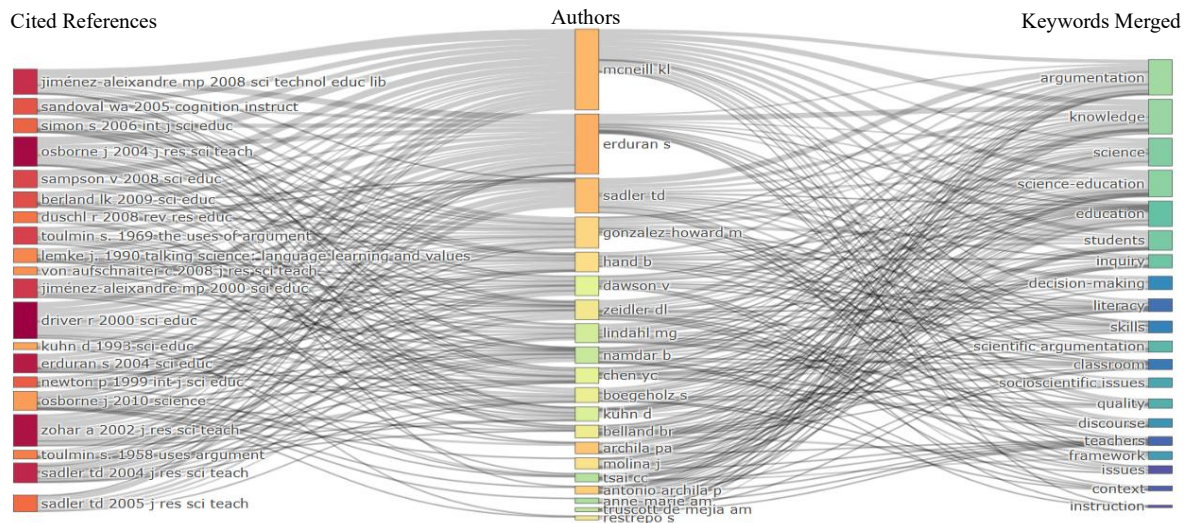 Cited References
Authors
Keywords Merged
jiménez-aleixandre mp 2008 sci technol educ lib
sandoval wa 2005 cognition instruct
simon s 2006 int j sci educ
osborne j 2004 j res sci teach
sampson v 2008 sci educ
berland lk 2009 sci educ
duschl r 2008 rev res educ
toulmin s. 1969 the uses of argument
lemke j. 1990 talking science: language learning and values
von aufschnaiter c 2008 j res sci teach
jiménez-aleixandre mp 2000 sci educ
driver r 2000 sci educ
kuhn d 1993 sci educ
erduran s 2004 sci educ
newton p 1999 int j sci educ
osborne j 2010 science
zohar a 2002 j res sci teach
toulmin s. 1958 uses argument
sadler td 2004 j res sci teach
sadler td 2005 j res sci teach
mcneill kl
erduran s
sadler td
gonzalez-howard m
hand b
dawson v
zeidler dl
lindahl mg
namdar b
chen yc
boegeholz s
kuhn d
belland br
archila pa
molina j
tsai cc
antonio archila p
anne-marie am
truscott de mejia am
restrepo s
argumentation
knowledge
science
science-education
education
students
inquiry
decision-making
literacy
skills
scientific argumentation
classroom
socioscientific issues
quality
discourse
teachers
framework
issues
context
instruction